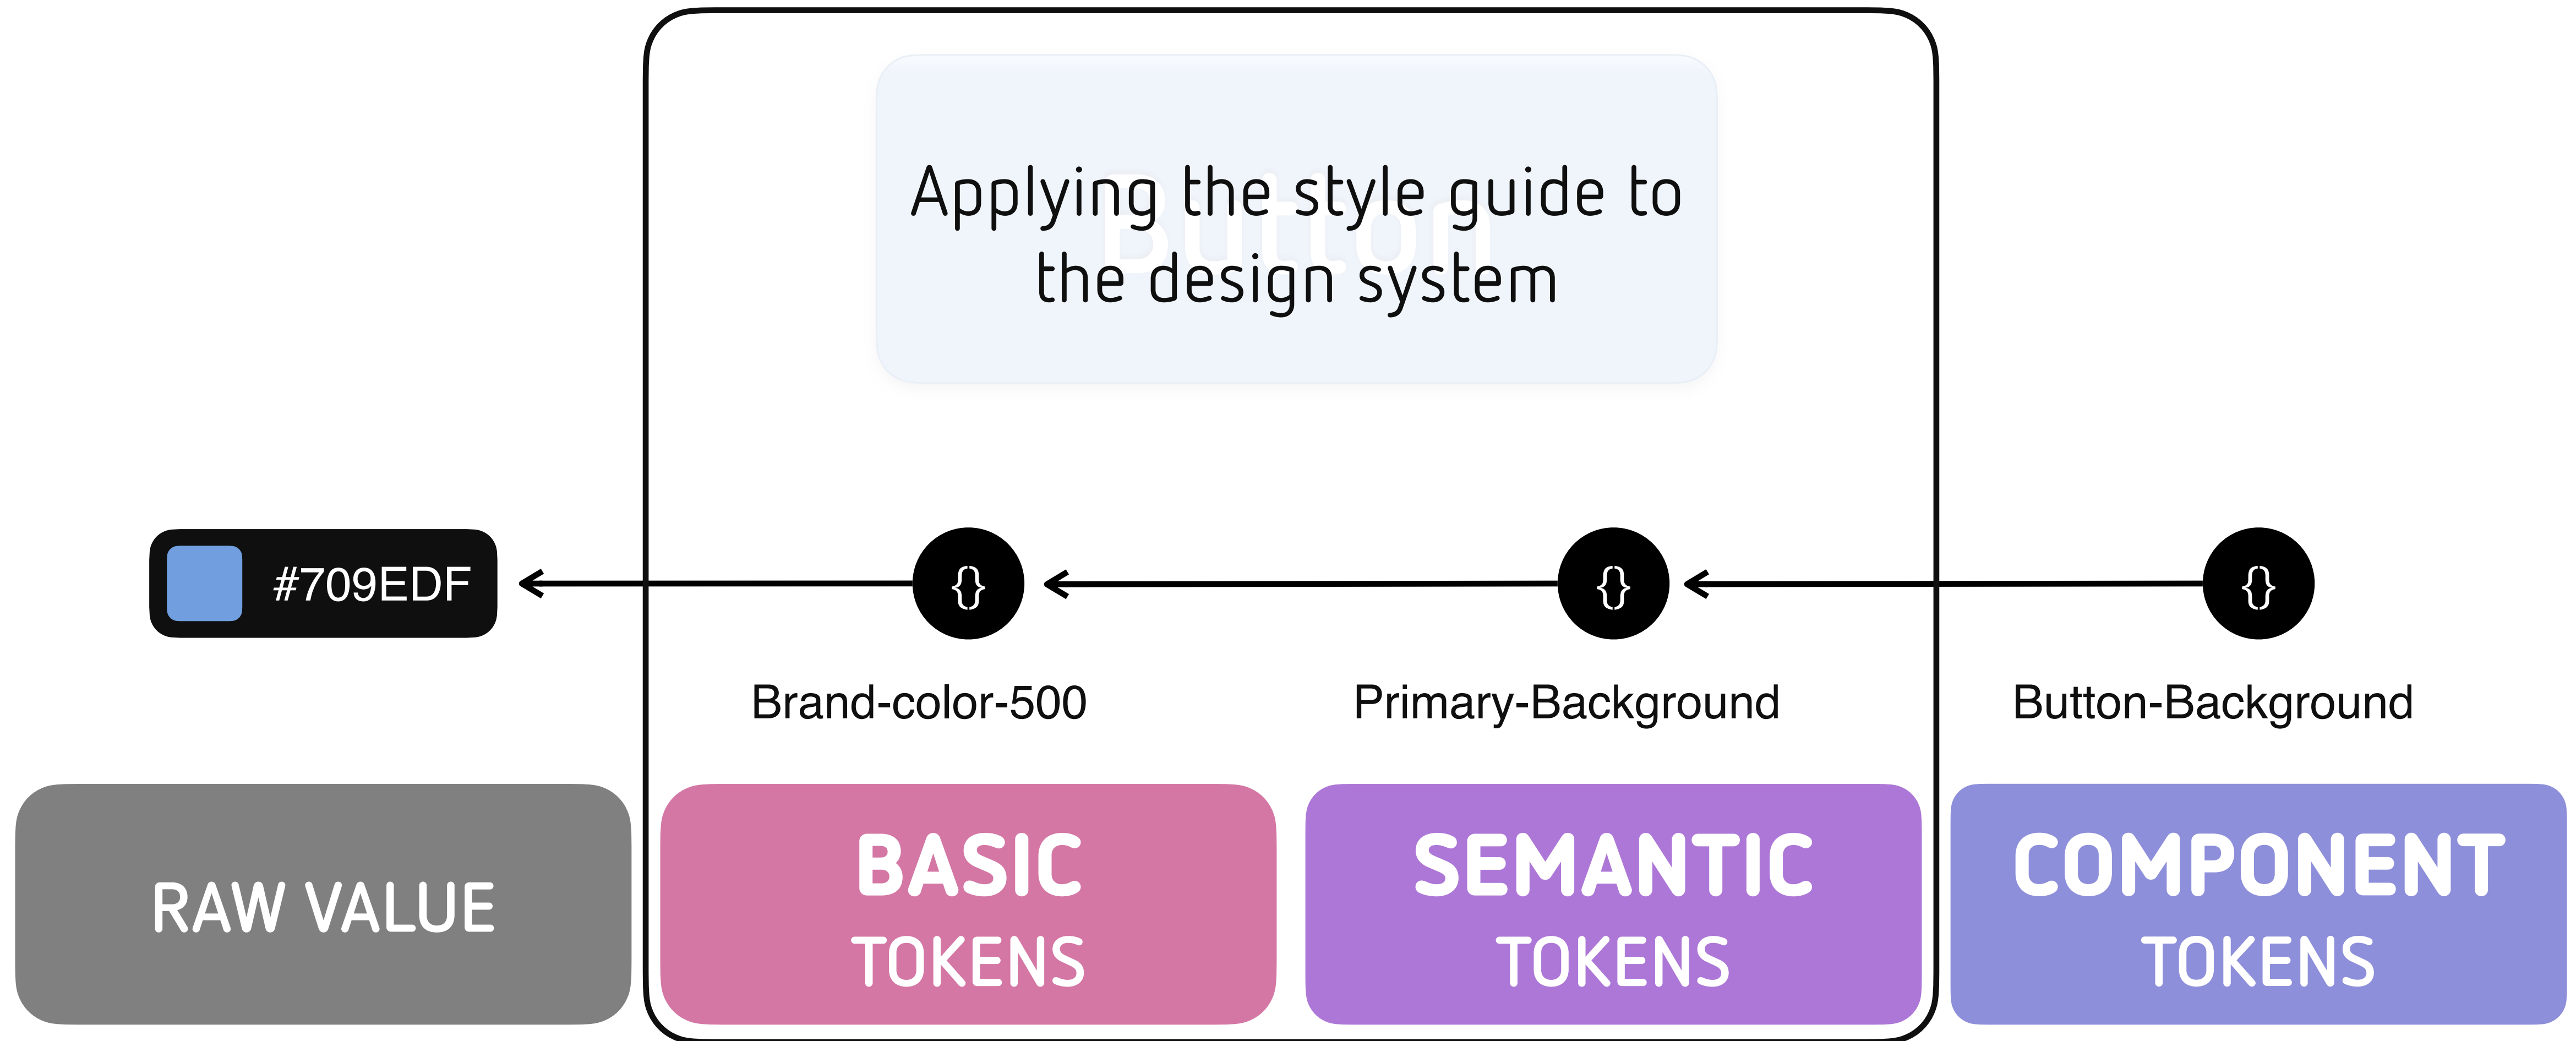 Button
Applying the style guide to
the design system
#709EDF
{}
{}
{}
Brand-color-500
Primary-Background
Button-Background
RAW VALUE
BASIC
TOKENS
SEMANTIC
TOKENS
COMPONENT
TOKENS